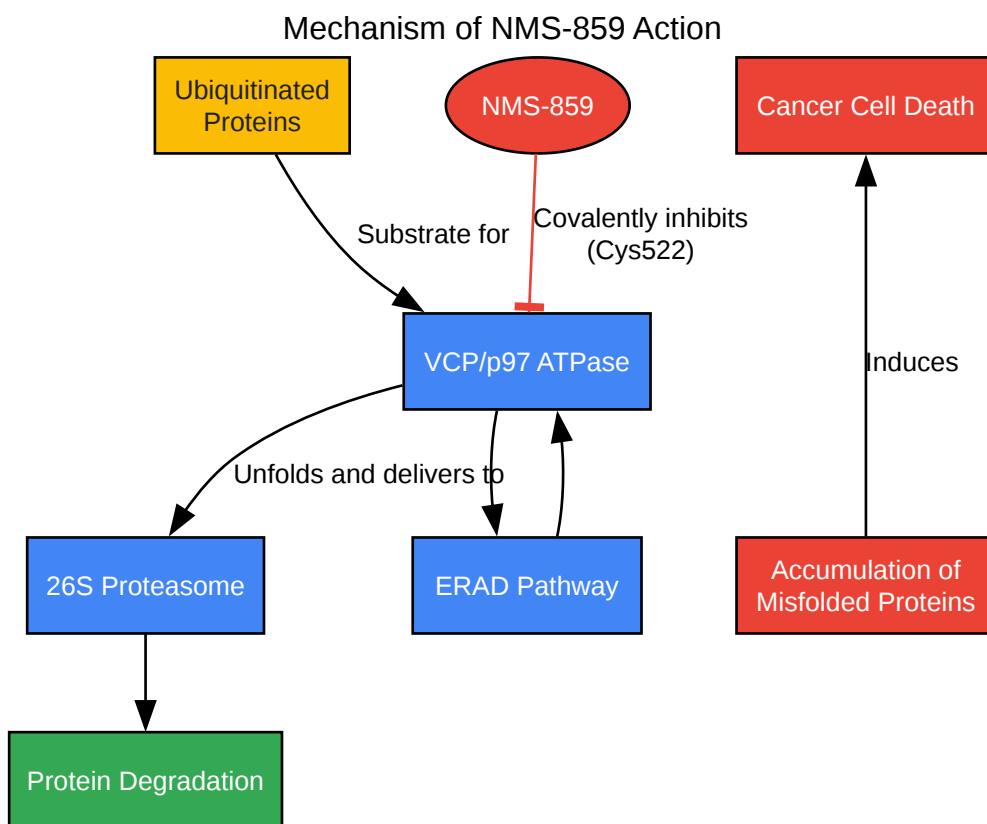 Mechanism of NMS-859 Action
Ubiquitinated
Proteins
NMS-859
Cancer Cell Death
Substrate for
Covalently inhibits
(Cys522)
VCP/p97 ATPase
Induces
Unfolds and delivers to
26S Proteasome
ERAD Pathway
Accumulation of
Misfolded Proteins
Protein Degradation